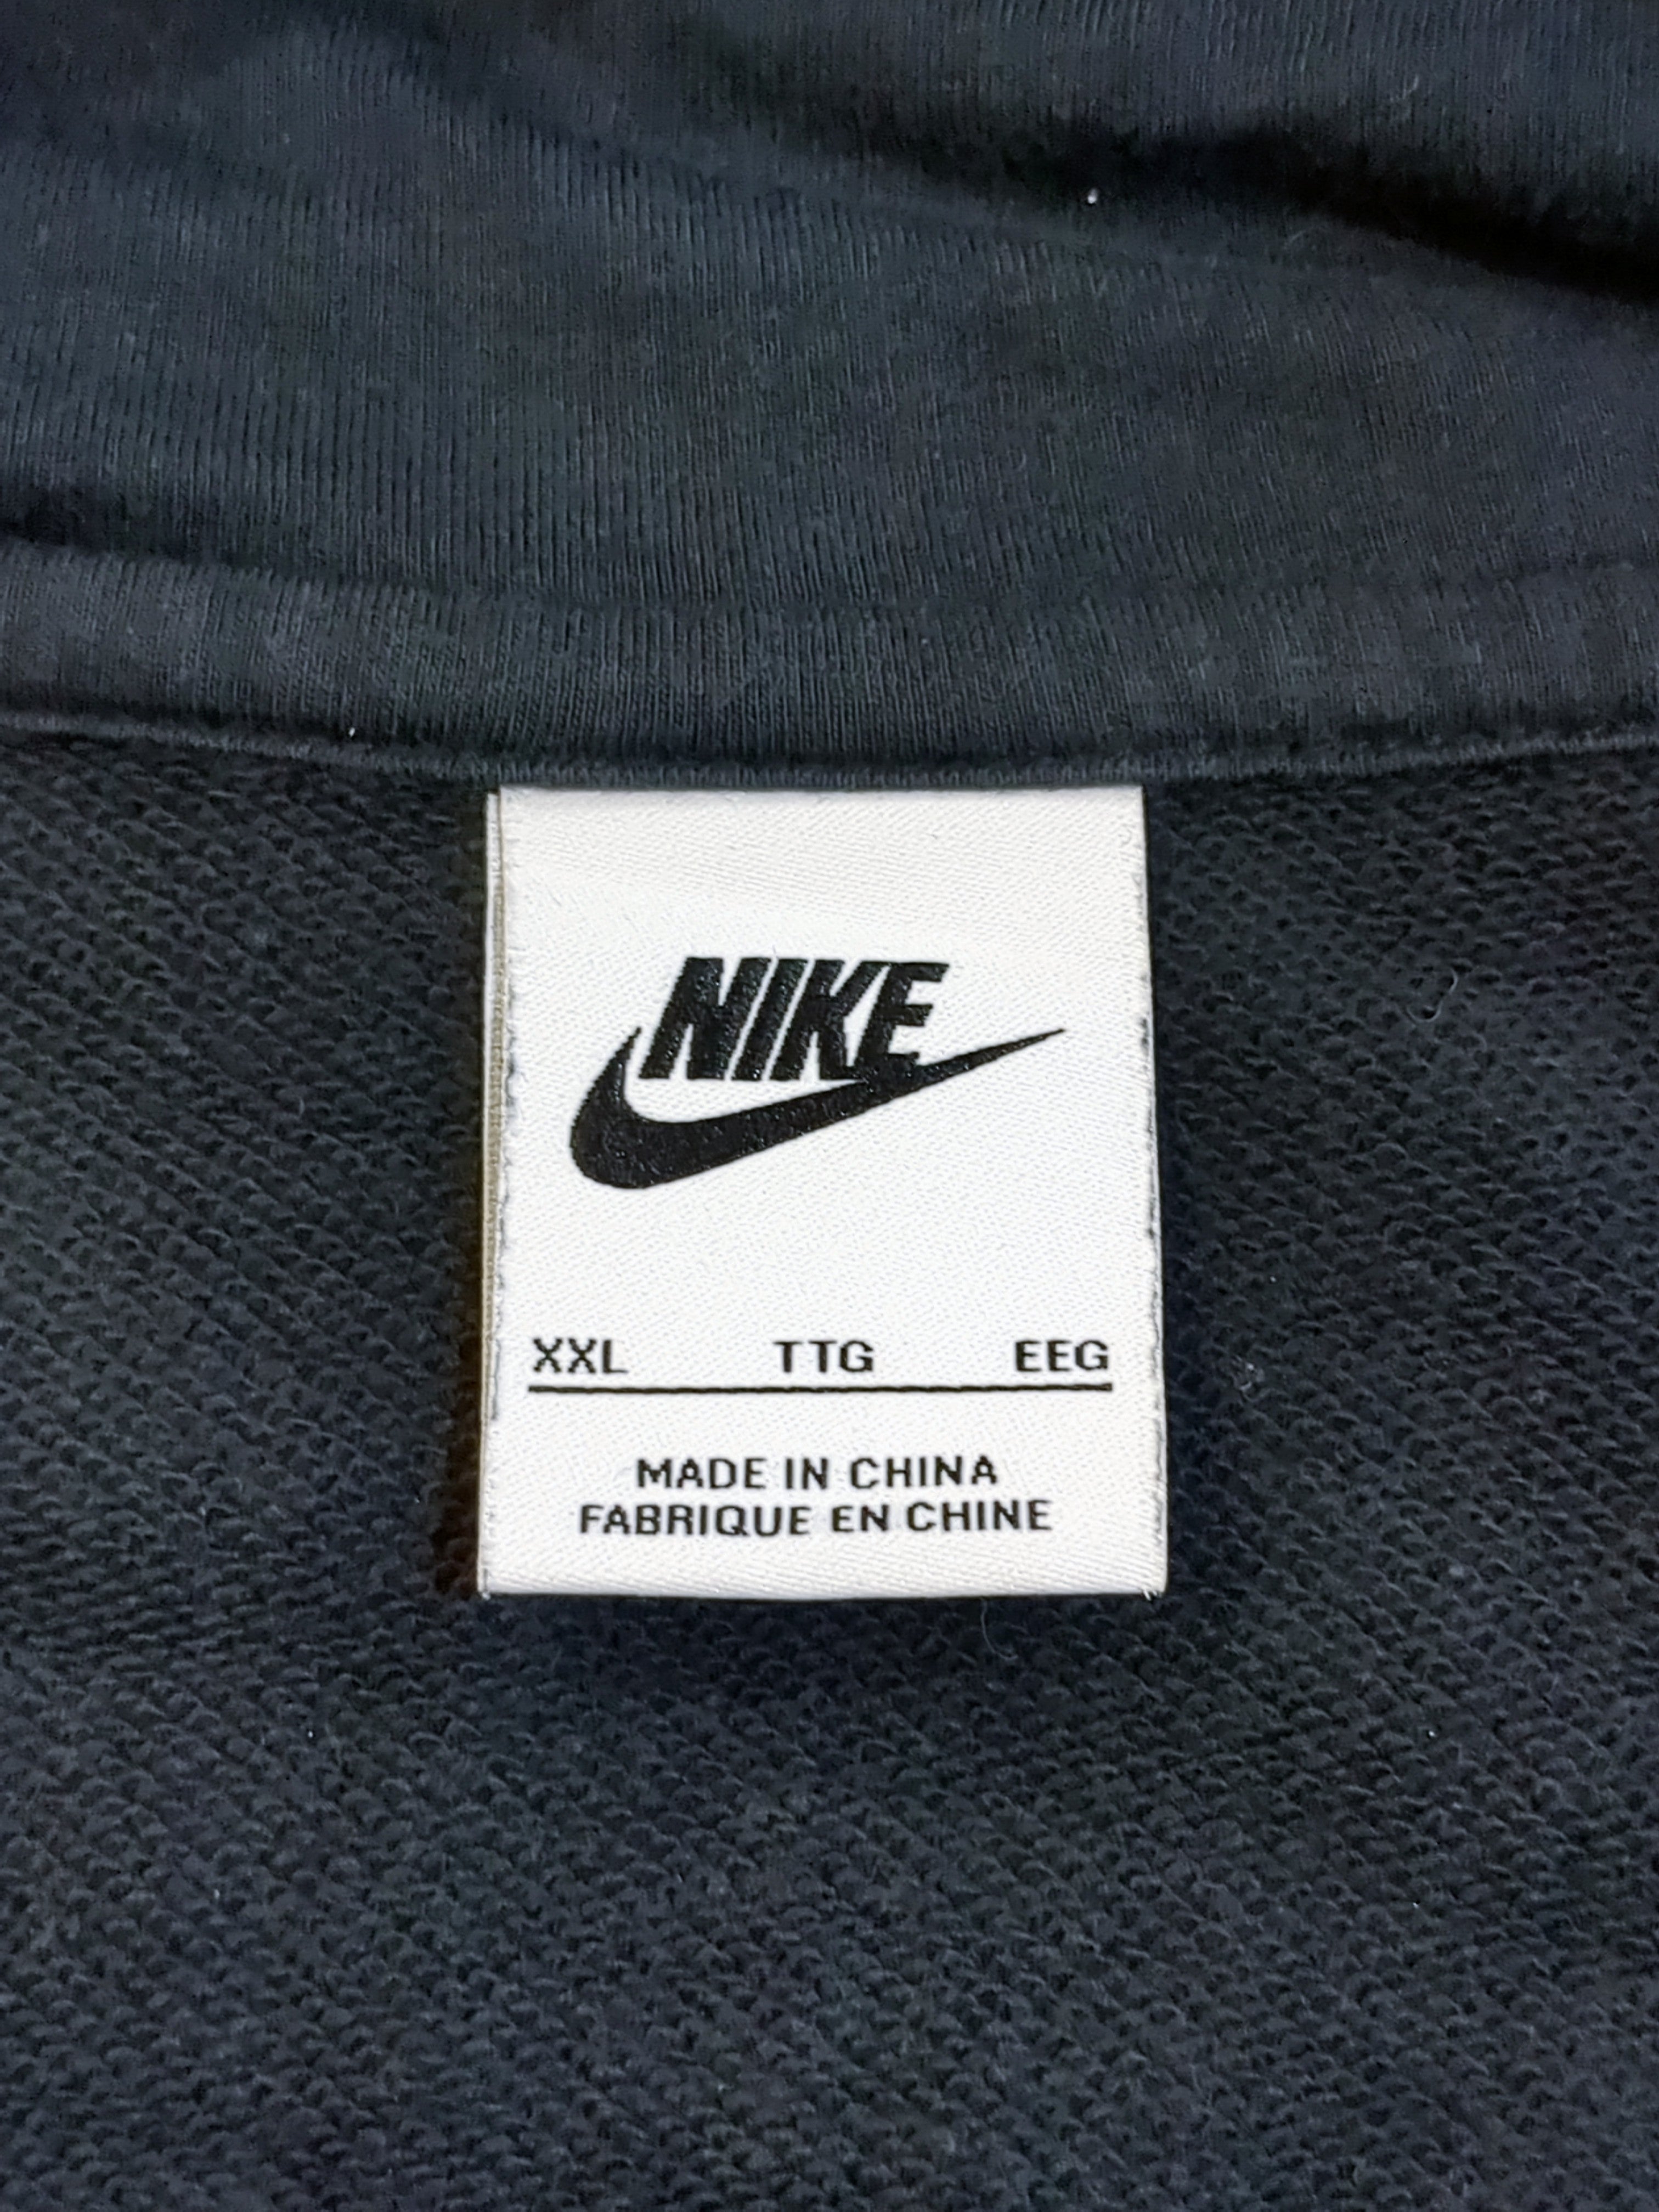 NIKE
XXL TTG EEG
MADE IN CHINA
FABRIQUE EN CHINE